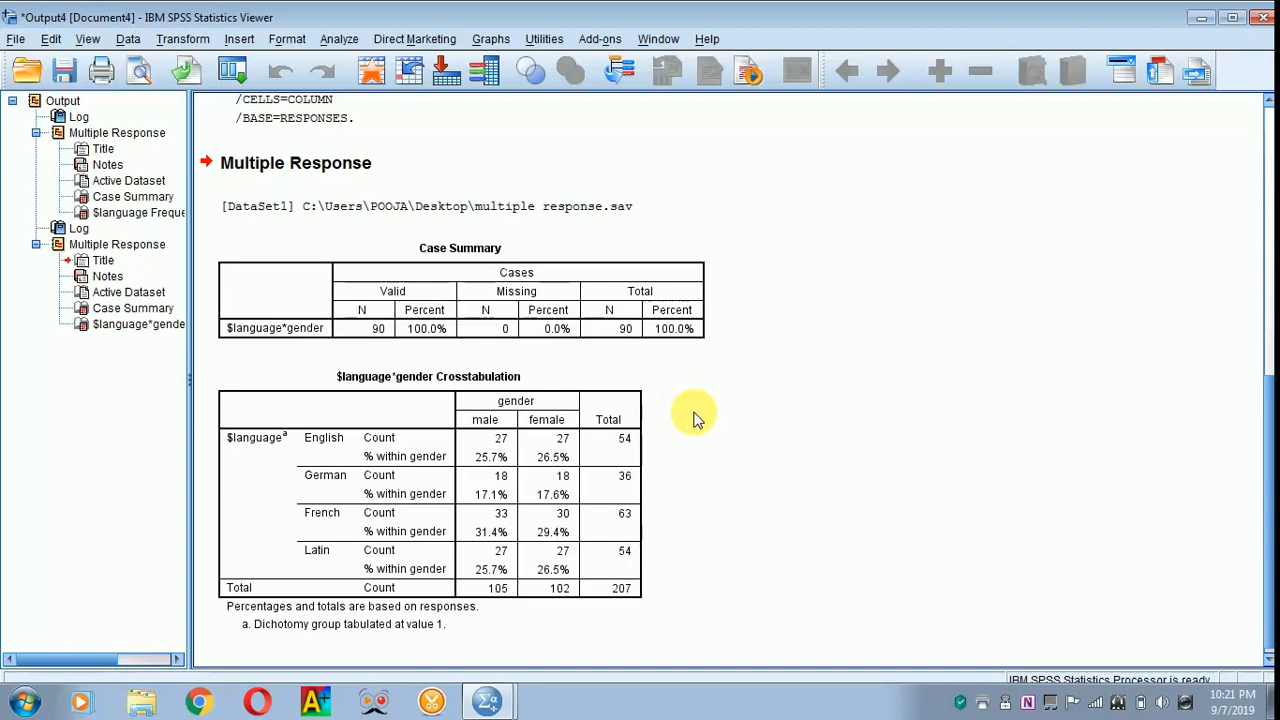 *Output4 [Document4] - IBM SPSS Statistics Viewer
File Edit View Data Transform Insert Format Analyze Direct Marketing Graphs Utilities Add-ons Window Help
Output
Log
Multiple Response
Title
Notes
Active Dataset
Case Summary
$language Freque
Log
Multiple Response
Title
Notes
Active Dataset
Case Summary
$language*gende
/CELLS=COLUMN
/BASE=RESPONSES.
Multiple Response
[DataSet1] C:\Users\POOJA\Desktop\multiple response.sav
Case Summary
Cases
Valid Missing Total
N Percent N Percent N Percent
$language*gender 90 100.0% 0 0.0% 90 100.0%
$language*gender Crosstabulation
gender
male female Total
$languageᵃ English Count 27 27 54
% within gender 25.7% 26.5%
German Count 18 18 36
% within gender 17.1% 17.6%
French Count 33 30 63
% within gender 31.4% 29.4%
Latin Count 27 27 54
% within gender 25.7% 26.5%
Total Count 105 102 207
Percentages and totals are based on responses.
a. Dichotomy group tabulated at value 1.
IBM SPSS Statistics Processor is ready
10:21 PM
9/7/2019